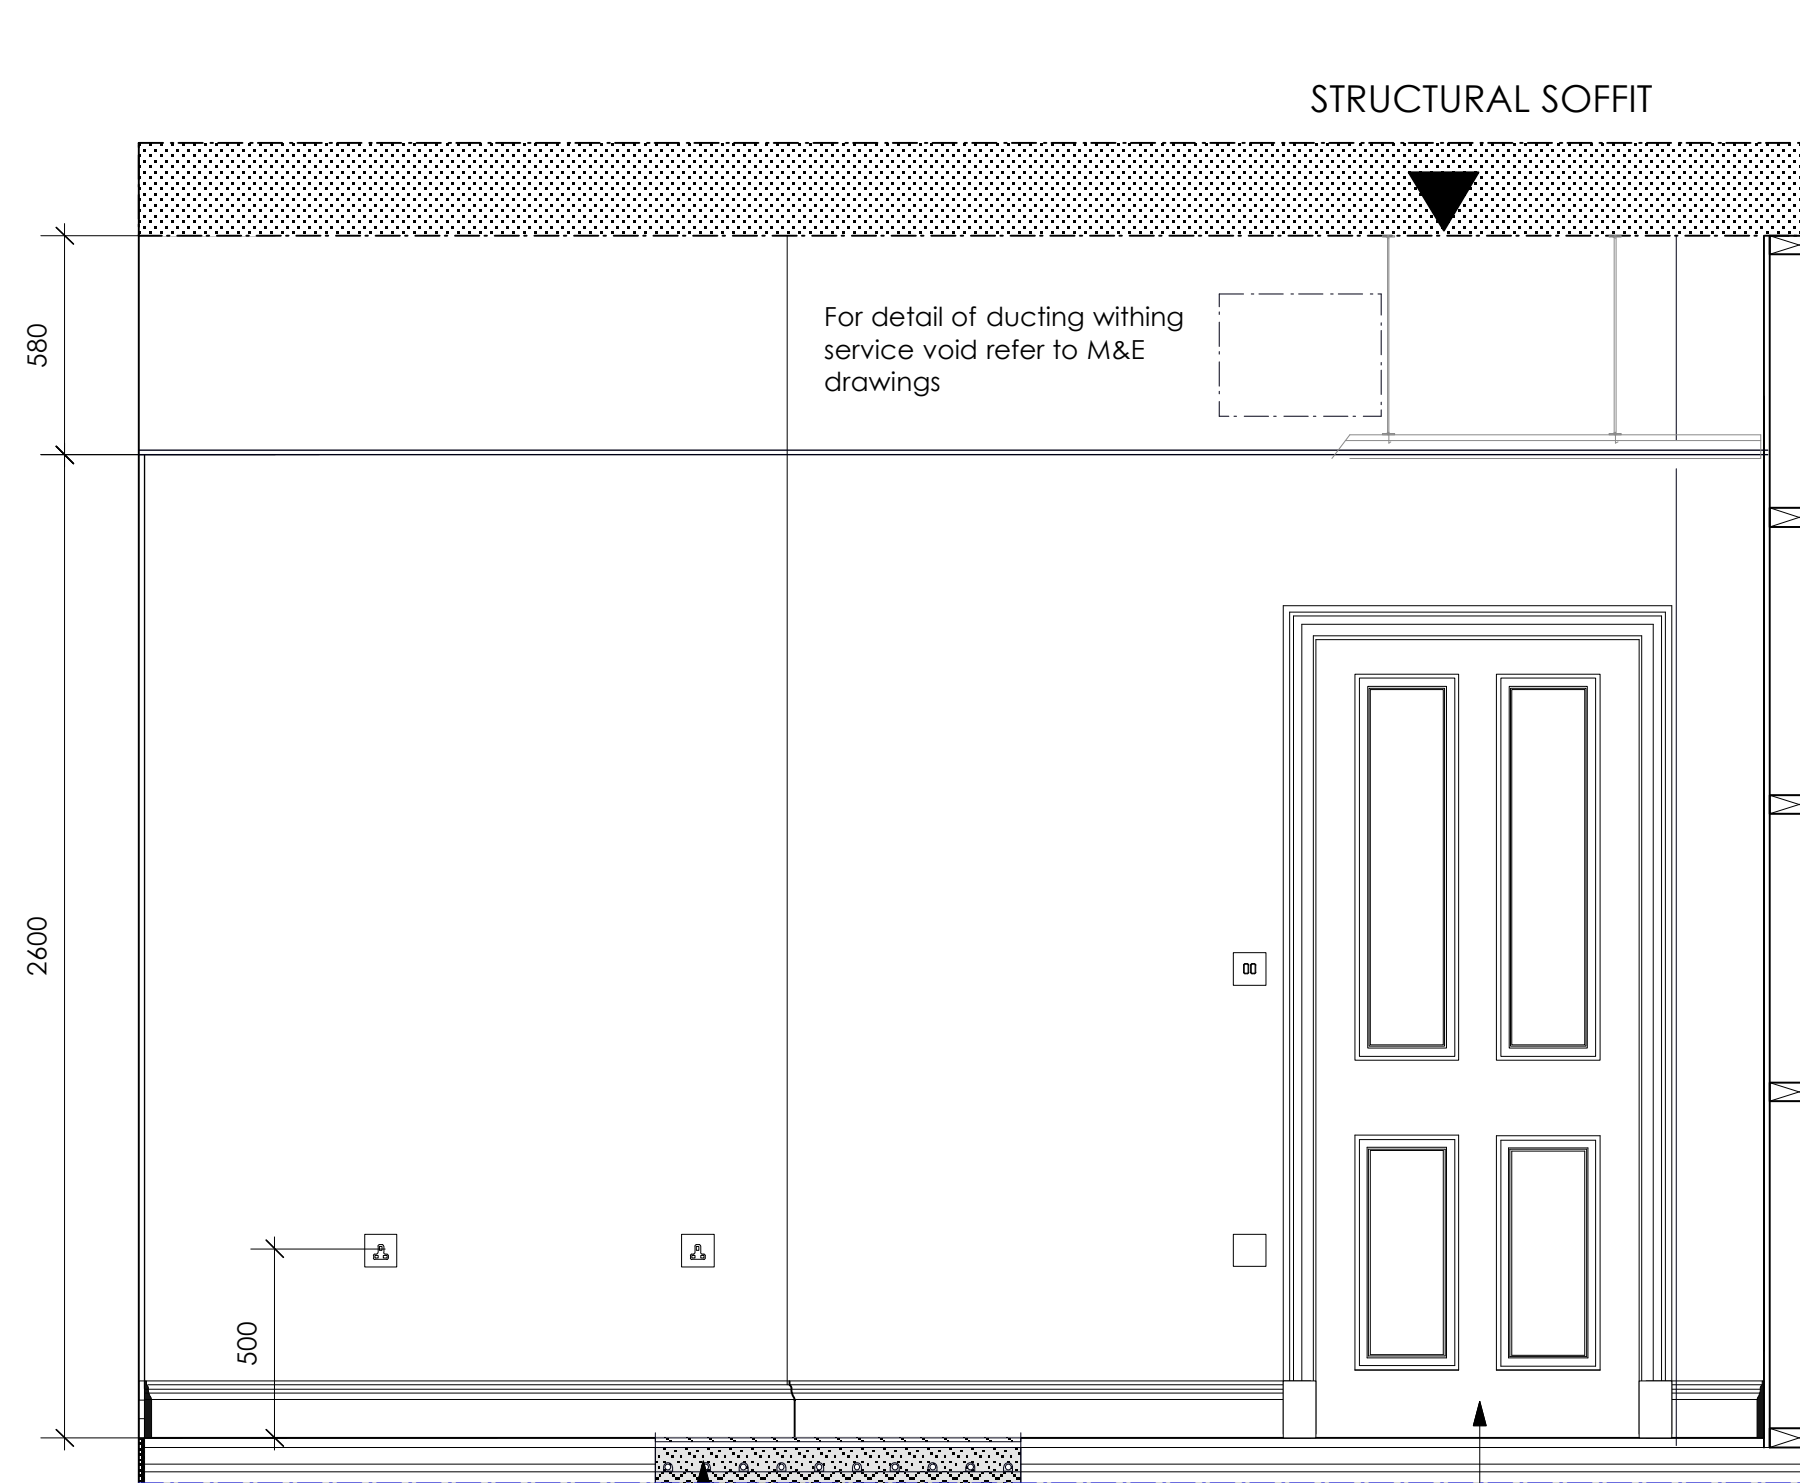 STRUCTURAL SOFFIT
For detail of ducting withing
service void refer to M&E
drawings
580
2600
500